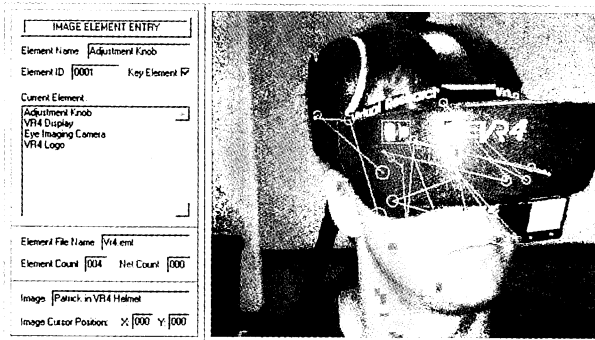 IMAGE ELEMENT ENTRY
Element Name Adjustment Knob
Element ID 0001 Key Element
Current Element
Adjustment Knob
VR4 Display
Eye Imaging Camera
VR4 Logo
Element File Name Vr4.eml
Element Count 004 Net Count 000
Image Patrick in VR4 Helmet
Image Cursor Position: X: 000 Y: 000
VR4